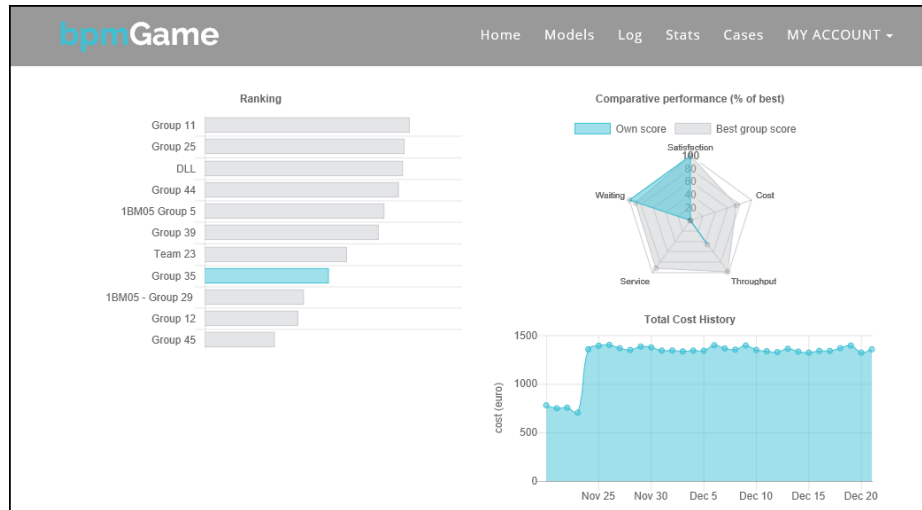 bpmGame
Home Models Log Stats Cases MY ACCOUNT
Ranking
Group 11
Group 25
DLL
Group 44
1BM05 Group 5
Group 39
Team 23
Group 35
1BM05 - Group 29
Group 12
Group 45
Comparative performance (% of best)
Own score Best group score
Satisfaction
100
80
60
40
20
Waiting
Cost
Service
Throughput
Total Cost History
cost (euro)
1500
1000
500
0
Nov 25 Nov 30 Dec 5 Dec 10 Dec 15 Dec 20